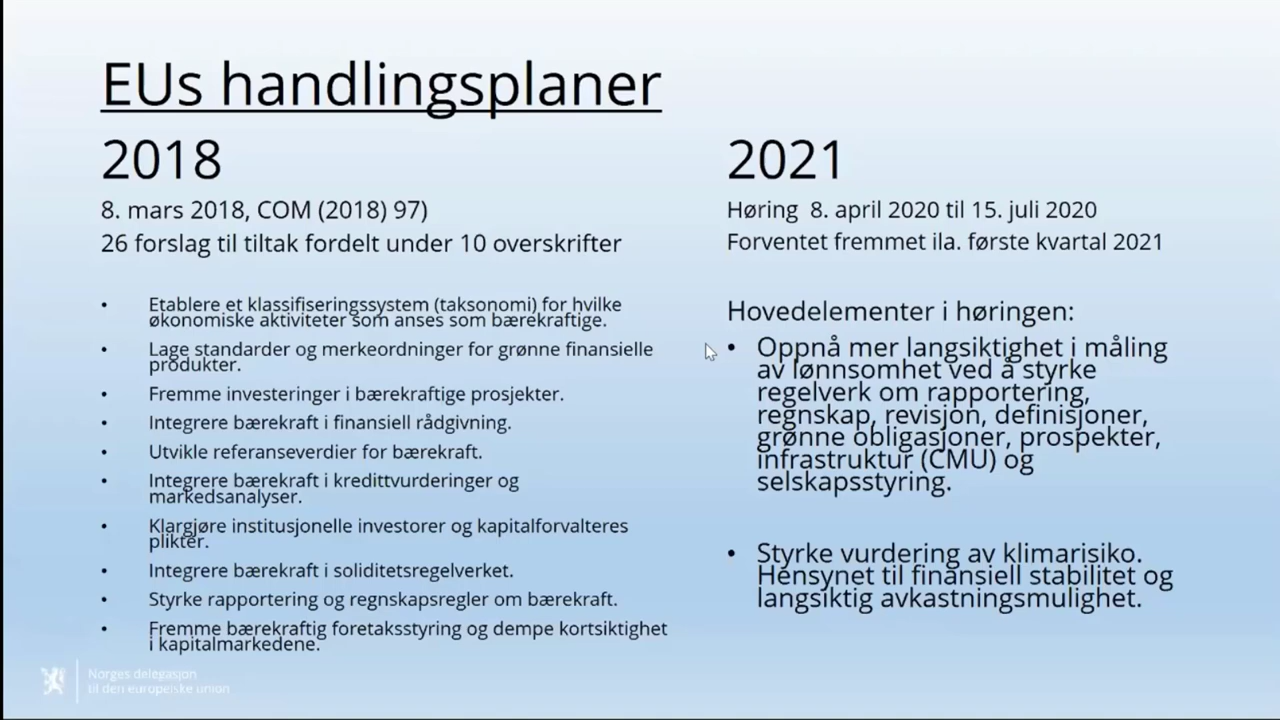 EUs handlingsplaner
2018
8. mars 2018, COM (2018) 97)
26 forslag til tiltak fordelt under 10 overskrifter
• Etablere et klassifiseringssystem (taksonomi) for hvilke
økonomiske aktiviteter som anses som bærekraftige.
• Lage standarder og merkeordninger for grønne finansielle
produkter.
• Fremme investeringer i bærekraftige prosjekter.
• Integrere bærekraft i finansiell rådgivning.
• Utvikle referanseverdier for bærekraft.
• Integrere bærekraft i kredittvurderinger og
markedsanalyser.
• Klargjøre institusjonelle investorer og kapitalforvalteres
plikter.
• Integrere bærekraft i soliditetsregelverket.
• Styrke rapportering og regnskapsregler om bærekraft.
• Fremme bærekraftig foretaksstyring og dempe kortsiktighet
i kapitalmarkedene.
2021
Høring 8. april 2020 til 15. juli 2020
Forventet fremmet ila. første kvartal 2021
Hovedelementer i høringen:
• Oppnå mer langsiktighet i måling
av lønnsomhet ved å styrke
regelverk om rapportering,
regnskap, revisjon, definisjoner,
grønne obligasjoner, prospekter,
infrastruktur (CMU) og
selskapsstyring.
• Styrke vurdering av klimarisiko.
Hensynet til finansiell stabilitet og
langsiktig avkastningsmulighet.
Norges delegasjon
til den europeiske union